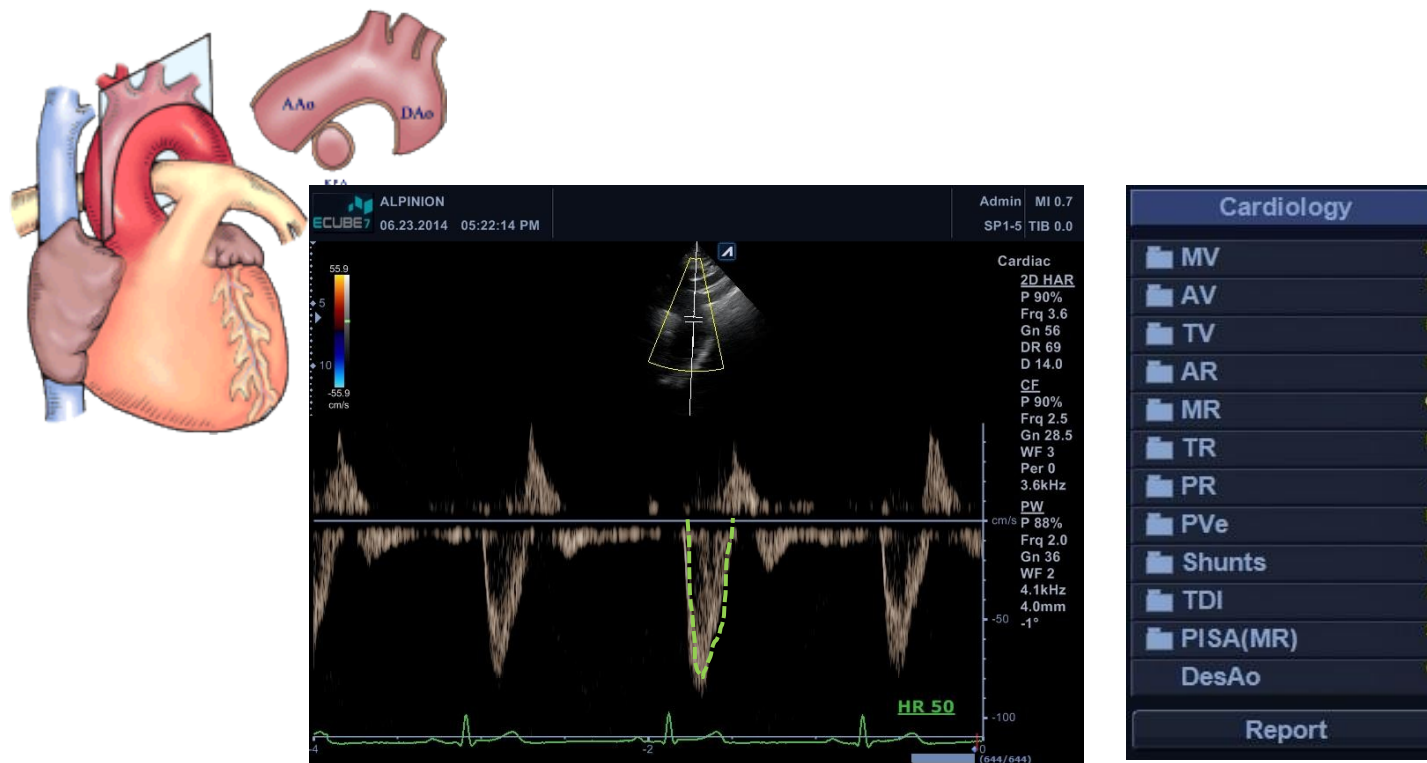 AAo
DAo
ECUBE7
ALPINION
06.23.2014 05:22:14 PM
Admin MI 0.7
SP1-5 TIB 0.0
55.9
-55.9
cm/s
5
10
Cardiac
2D HAR
P 90%
Frq 3.6
Gn 56
DR 69
D 14.0
CF
P 90%
Frq 2.5
Gn 28.5
WF 3
Per 0
3.6kHz
PW
P 88%
Frq 2.0
Gn 36
WF 2
4.1kHz
4.0mm
-1°
cm/s
-50
-100
HR 50
-4
-2
0
(644/644)
Cardiology
MV
AV
TV
AR
MR
TR
PR
PVe
Shunts
TDI
PISA(MR)
DesAo
Report